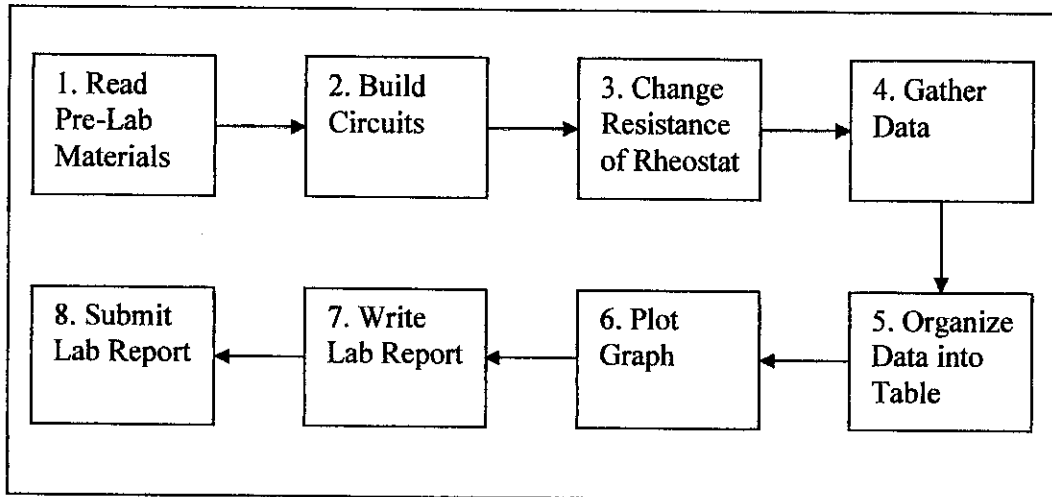 1. Read
Pre-Lab
Materials
2. Build
Circuits
3. Change
Resistance
of Rheostat
4. Gather
Data
5. Organize
Data into
Table
6. Plot
Graph
7. Write
Lab Report
8. Submit
Lab Report